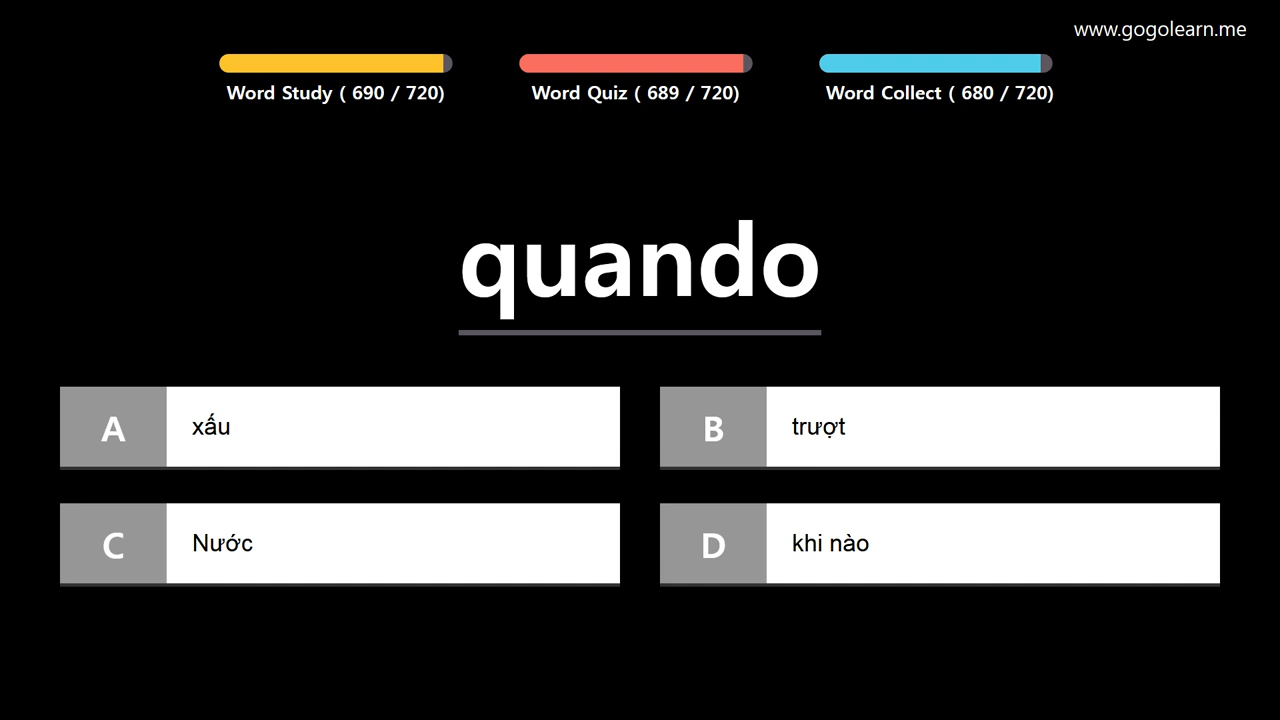 www.gogolearn.me
Word Study ( 690 / 720)
Word Quiz ( 689 / 720)
Word Collect ( 680 / 720)
quando
A xấu
B trượt
C Nước
D khi nào